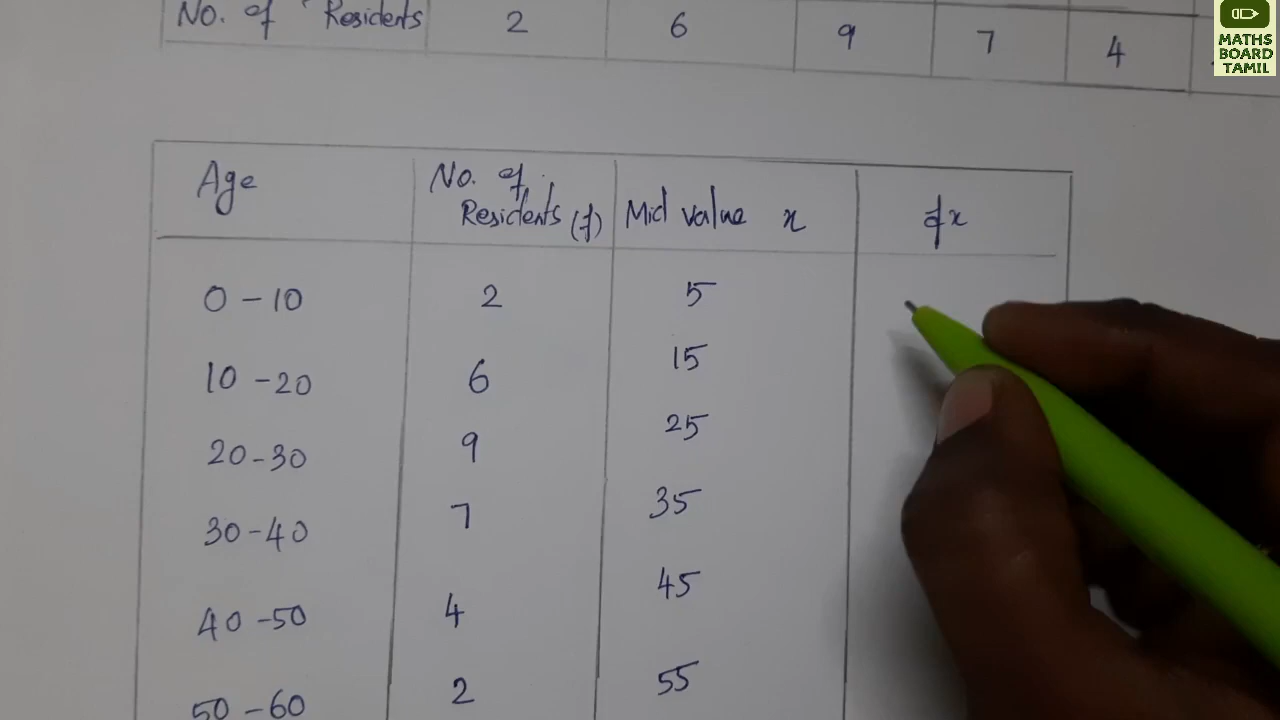 No. of Residents 2 6 9 7 4
MATHS
BOARD
TAMIL
Age No. of Residents (f) Mid value x fx
0-10 2 5
10-20 6 15
20-30 9 25
30-40 7 35
40-50 4 45
50-60 2 55